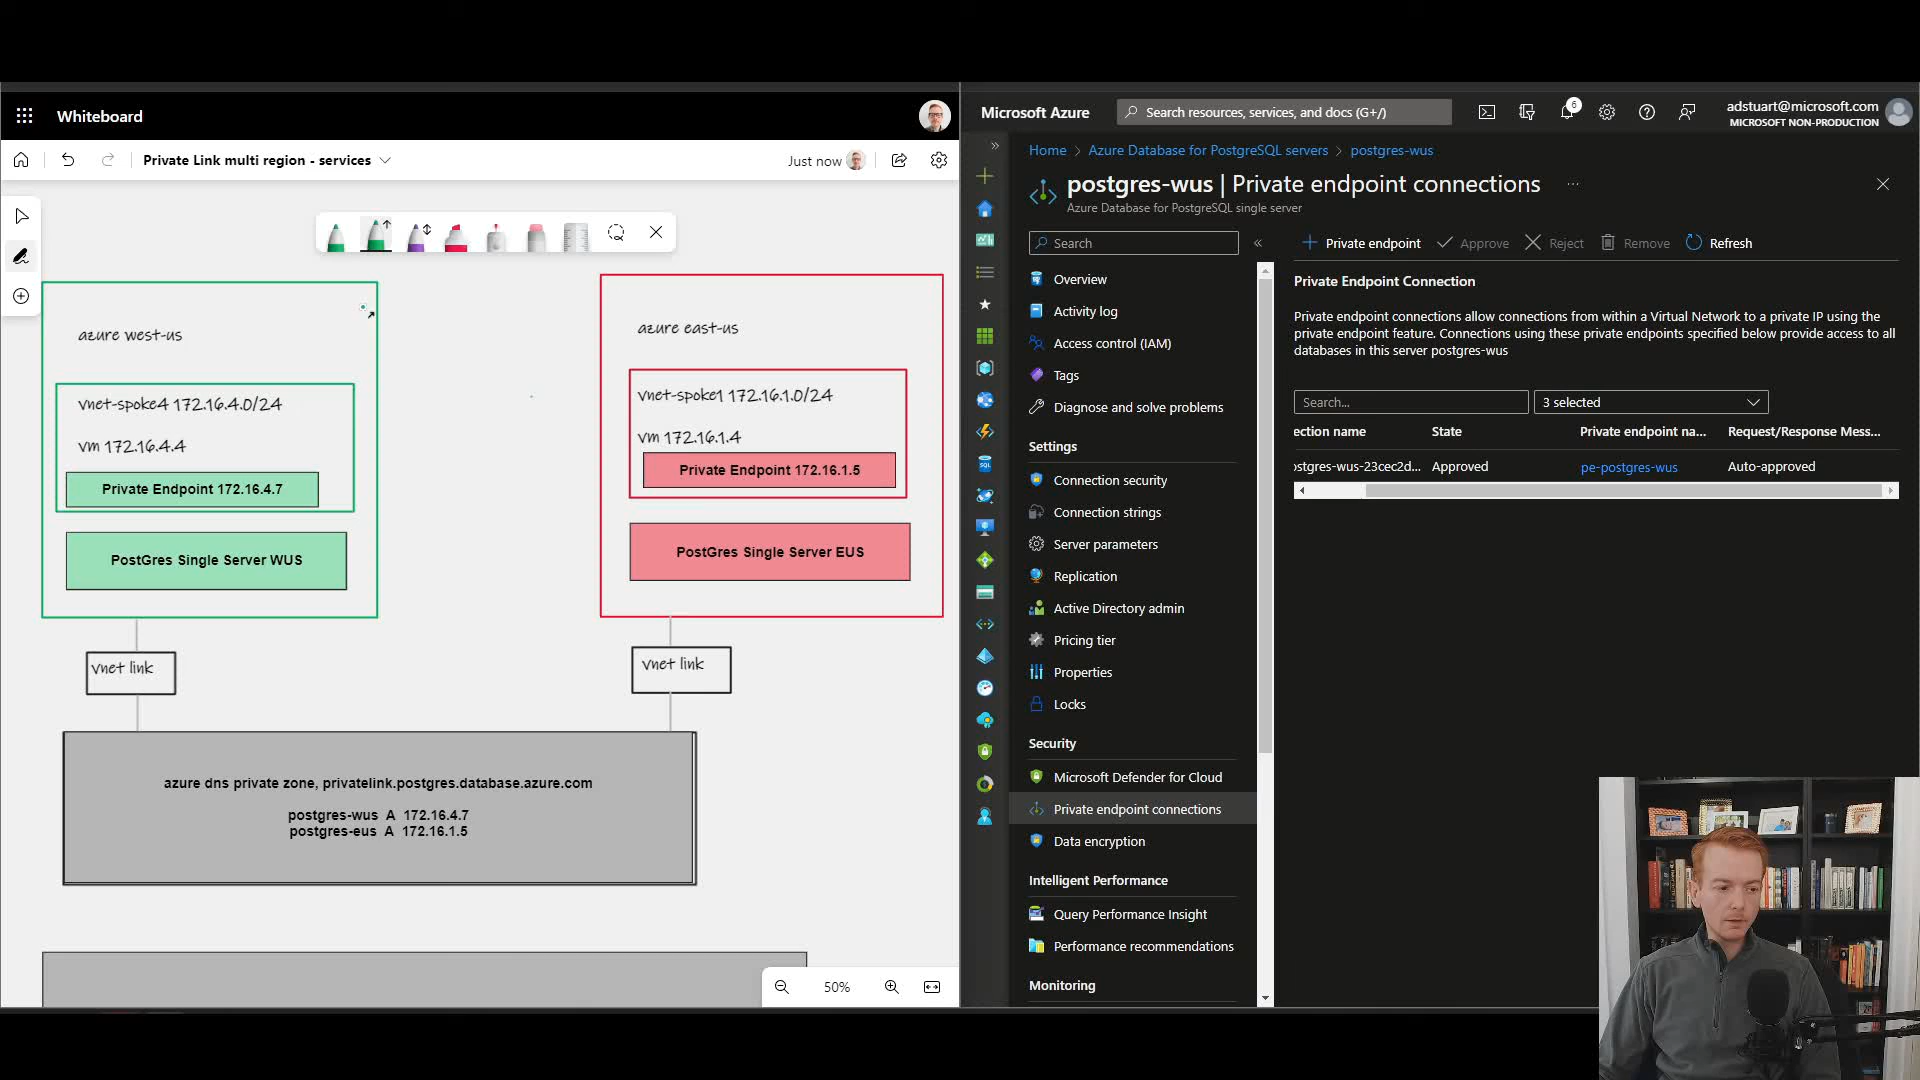 Whiteboard
Private Link multi region - services
Just now
azure west-us
vnet-spoke4 172.16.4.0/24
vm 172.16.4.4
Private Endpoint 172.16.4.7
PostGres Single Server WUS
vnet link
azure east-us
vnet-spoke1 172.16.1.0/24
vm 172.16.1.4
Private Endpoint 172.16.1.5
PostGres Single Server EUS
vnet link
azure dns private zone, privatelink.postgres.database.azure.com
postgres-wus A 172.16.4.7
postgres-eus A 172.16.1.5
50%
Microsoft Azure
Search resources, services, and docs (G+/)
6
adstuart@microsoft.com
MICROSOFT NON-PRODUCTION
Home > Azure Database for PostgreSQL servers > postgres-wus
postgres-wus | Private endpoint connections
Azure Database for PostgreSQL single server
Search
Overview
Activity log
Access control (IAM)
Tags
Diagnose and solve problems
Settings
Connection security
Connection strings
Server parameters
Replication
Active Directory admin
Pricing tier
Properties
Locks
Security
Microsoft Defender for Cloud
Private endpoint connections
Data encryption
Intelligent Performance
Query Performance Insight
Performance recommendations
Monitoring
Private endpoint Approve Reject Remove Refresh
Private Endpoint Connection
Private endpoint connections allow connections from within a Virtual Network to a private IP using the
private endpoint feature. Connections using these private endpoints specified below provide access to all
databases in this server postgres-wus
Search...
3 selected
ection name State Private endpoint na... Request/Response Mess...
ostgres-wus-23cec2d... Approved pe-postgres-wus Auto-approved